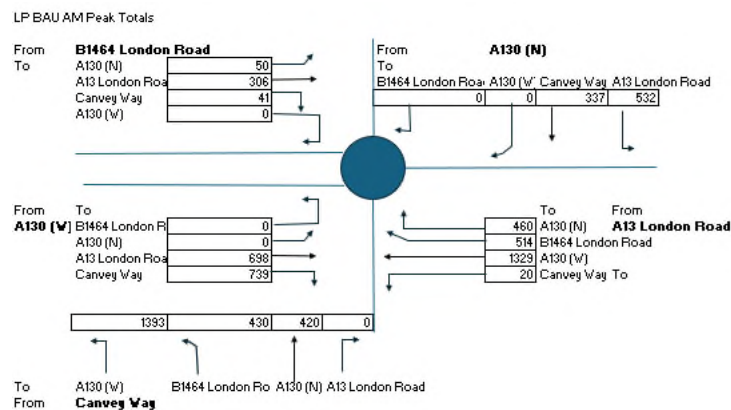 LP BAU AM Peak Totals
From B1464 London Road
To A130 (N) 50
A13 London Roa 306
Canvey Way 41
A130 (W) 0
From A130 (N)
To
B1464 London Roa A130 (W Canvey Way A13 London Road
0 0 337 532
From To
A130 (W) B1464 London R 0
A130 (N) 0
A13 London Roa 698
Canvey Way 739
To From
460 A130 (N) A13 London Road
514 B1464 London Road
1329 A130 (W)
20 Canvey Way To
1393 430 420 0
To A130 (W) B1464 London Ro A130 (N) A13 London Road
From Canvey Way